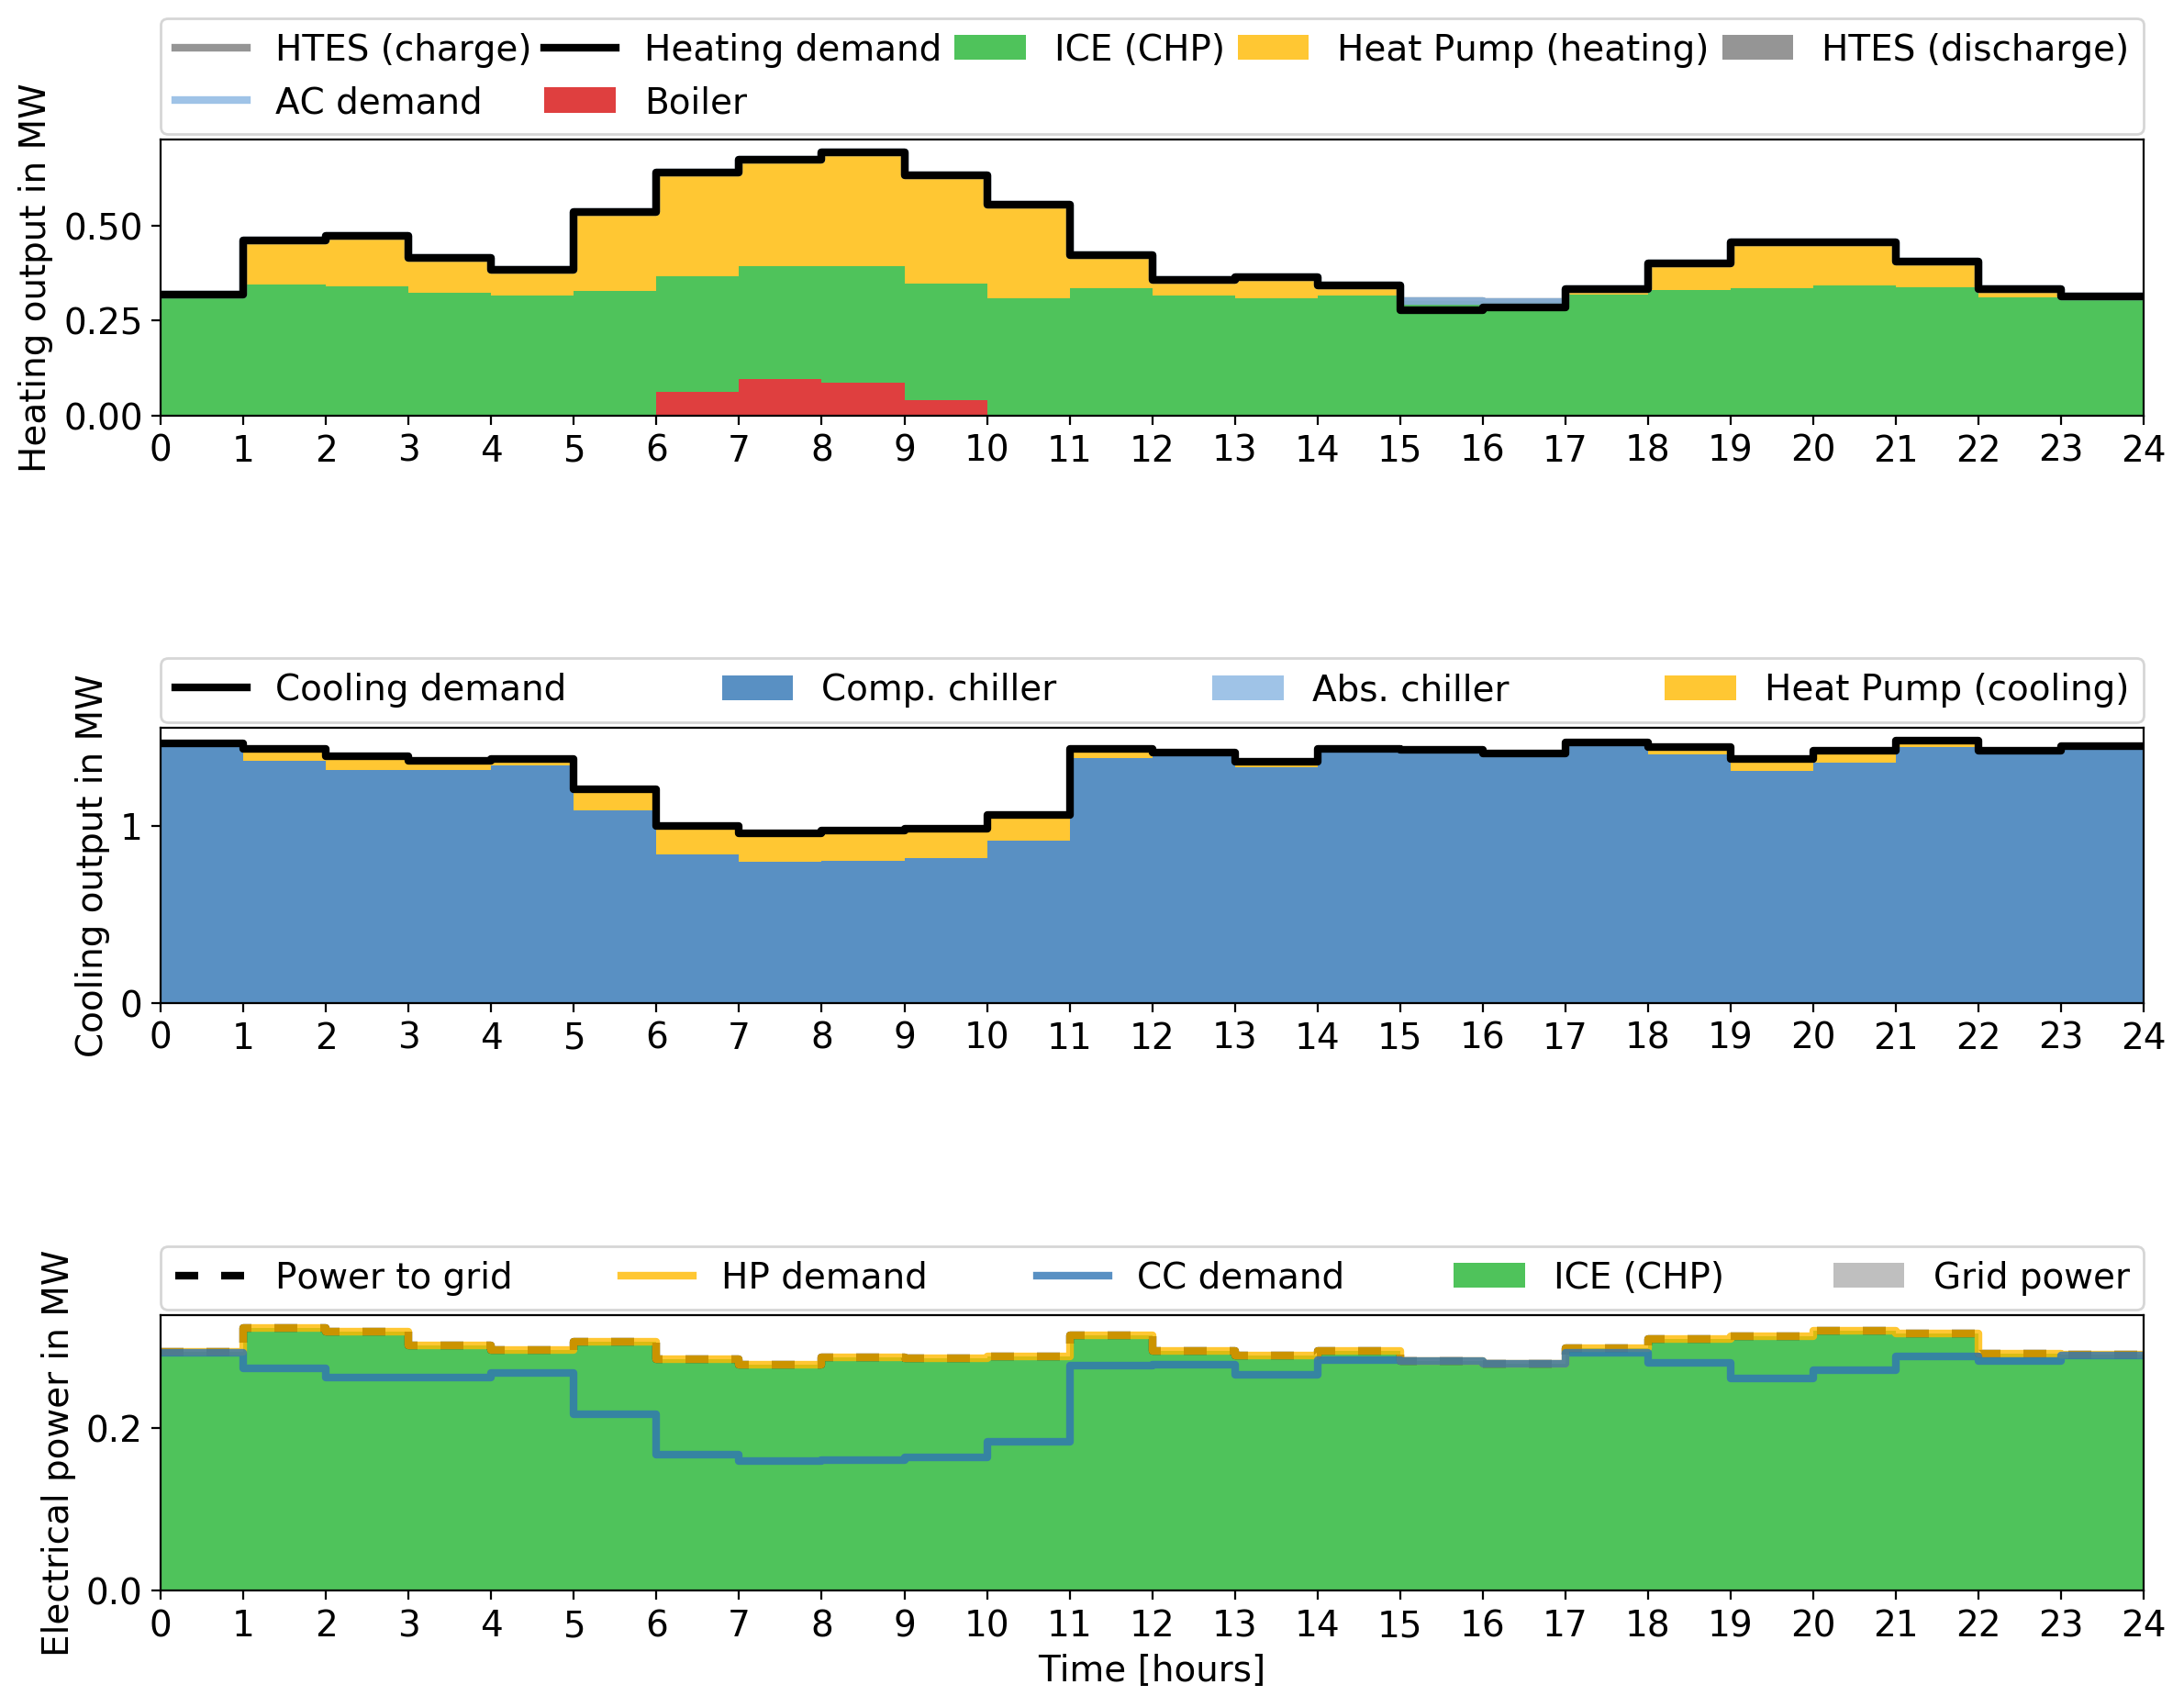 HTES (charge) Heating demand ICE (CHP) Heat Pump (heating) HTES (discharge)
AC demand Boiler
Heating output in MW
0.50
0.25
0.00
0 1 2 3 4 5 6 7 8 9 10 11 12 13 14 15 16 17 18 19 20 21 22 23 24
Cooling demand Comp. chiller Abs. chiller Heat Pump (cooling)
Cooling output in MW
1
0
0 1 2 3 4 5 6 7 8 9 10 11 12 13 14 15 16 17 18 19 20 21 22 23 24
Power to grid HP demand CC demand ICE (CHP) Grid power
Electrical power in MW
0.2
0.0
0 1 2 3 4 5 6 7 8 9 10 11 12 13 14 15 16 17 18 19 20 21 22 23 24
Time [hours]